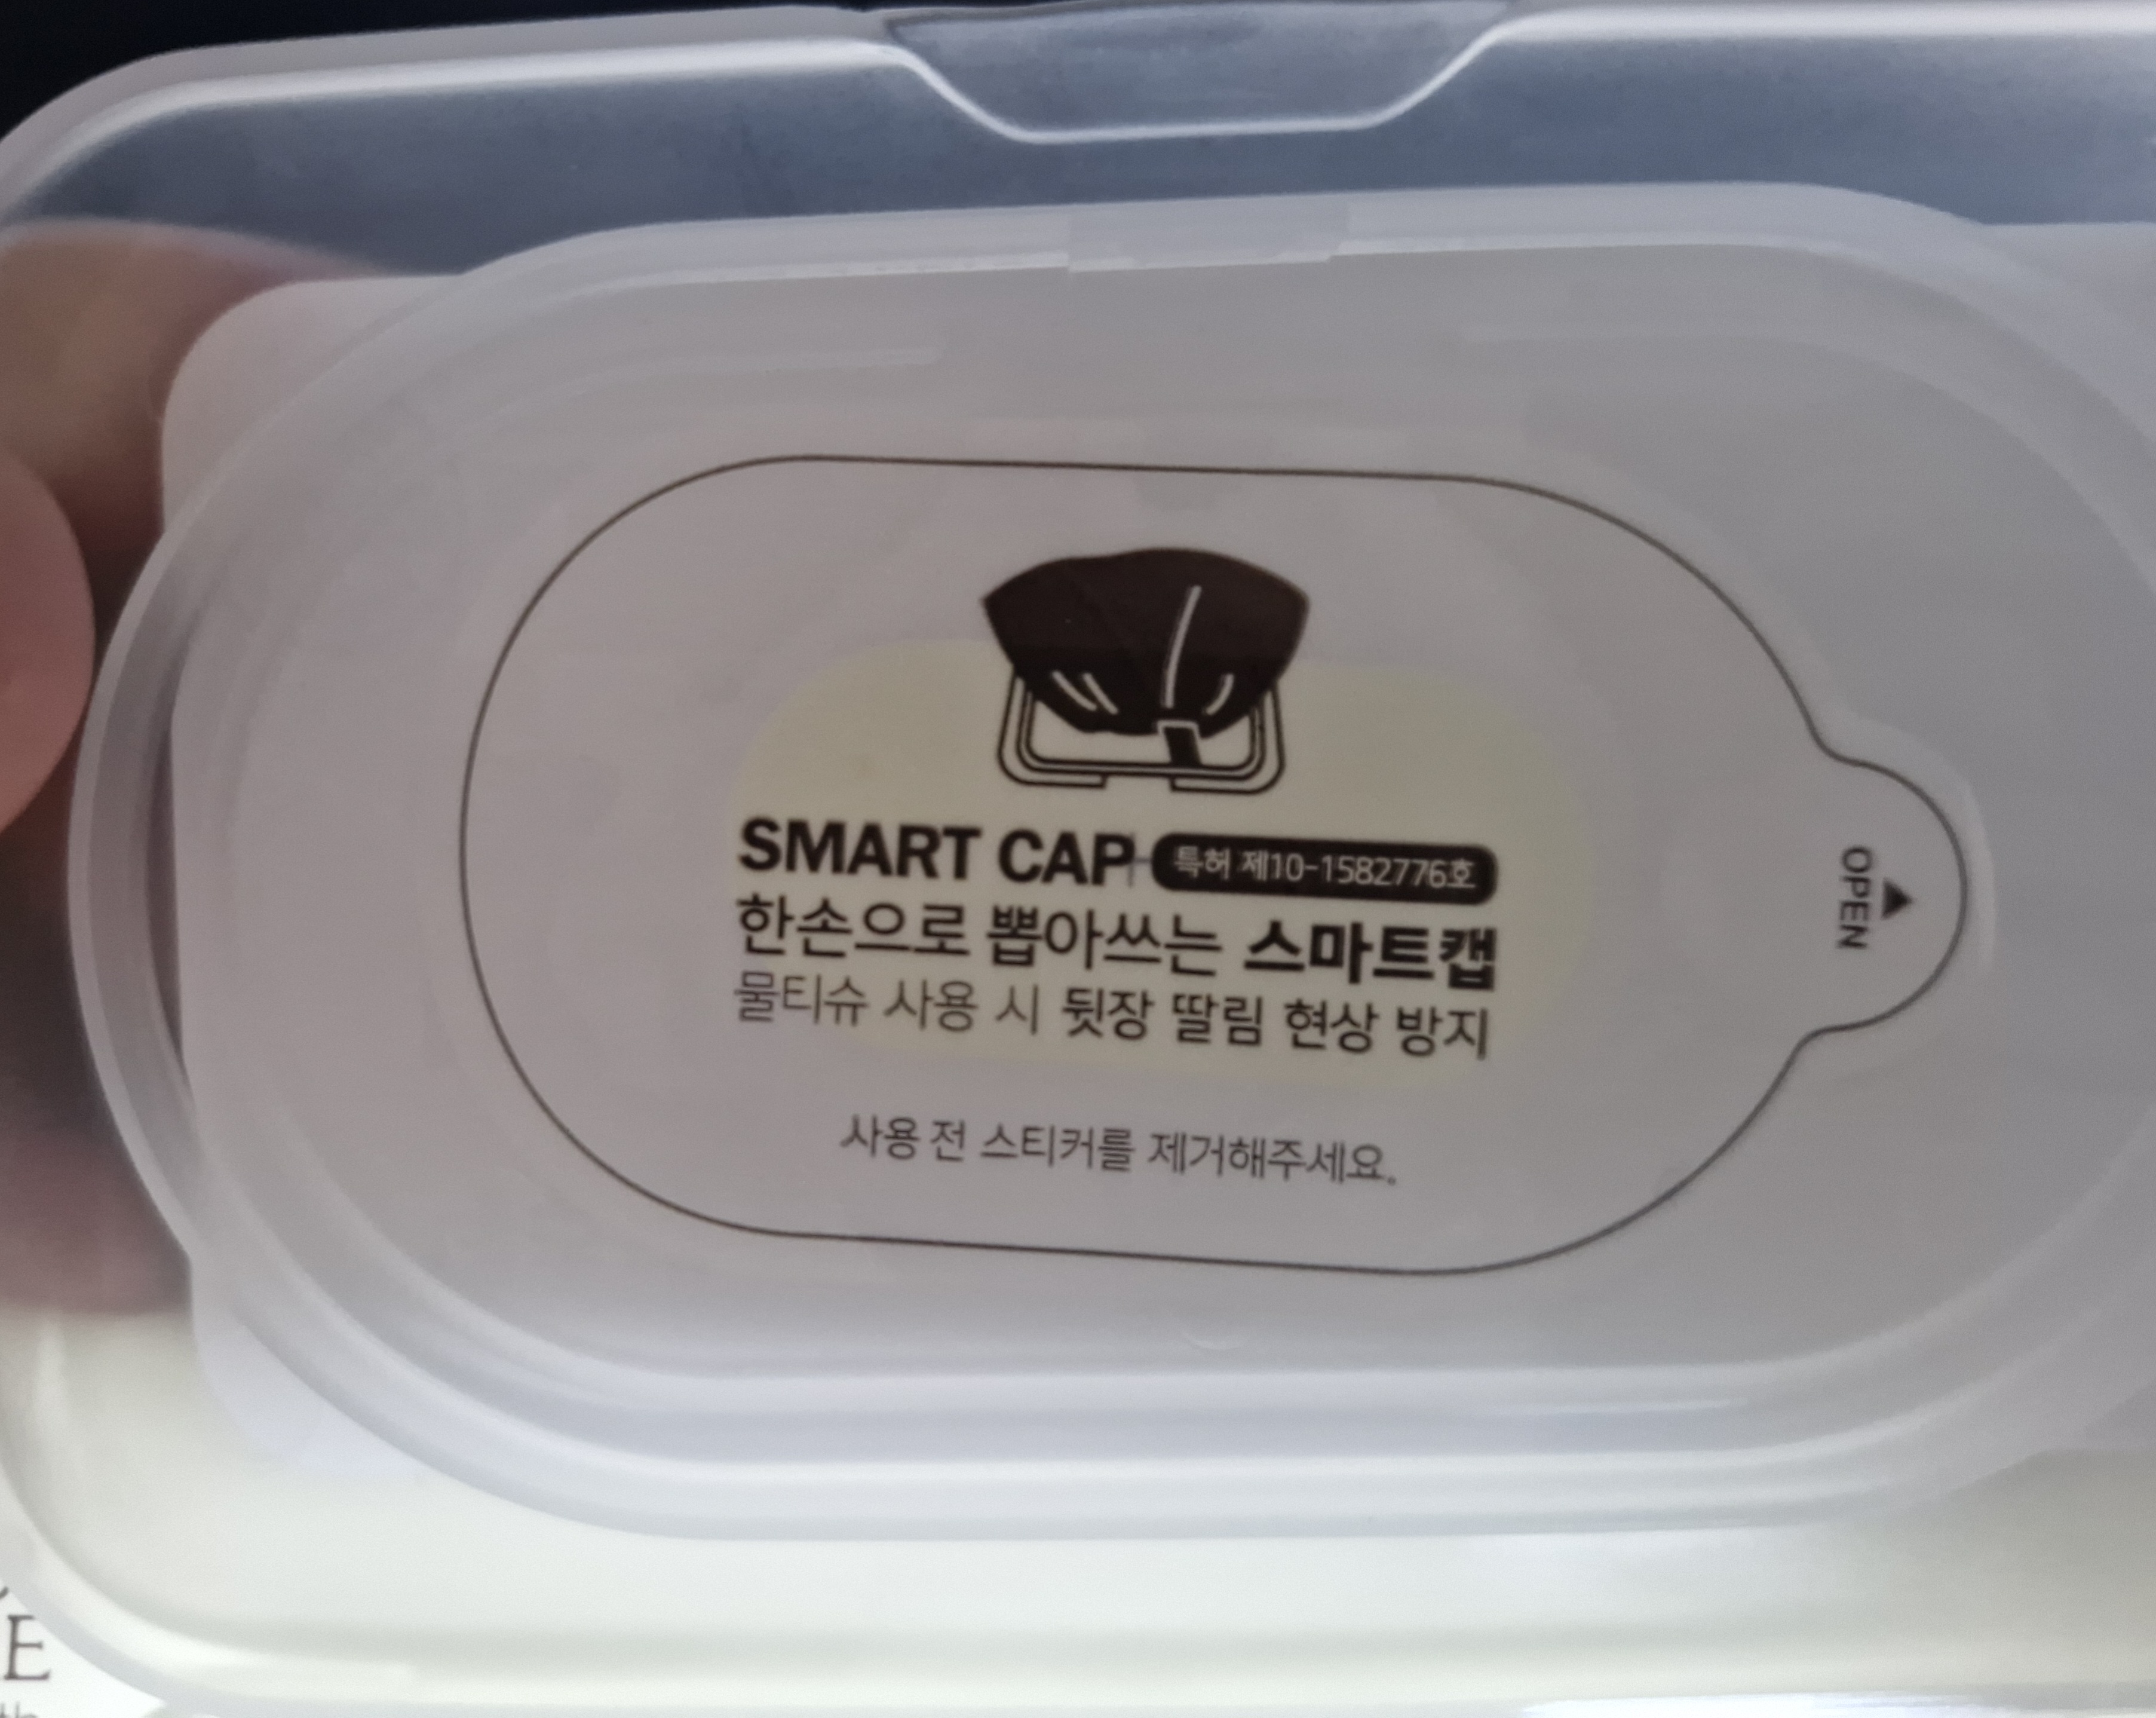 SMART CAP 특허 제10-1582776호
한손으로 뽑아쓰는 스마트캡
물티슈 사용 시 뒷장 딸림 현상 방지
사용 전 스티커를 제거해주세요.
OPEN
E
th